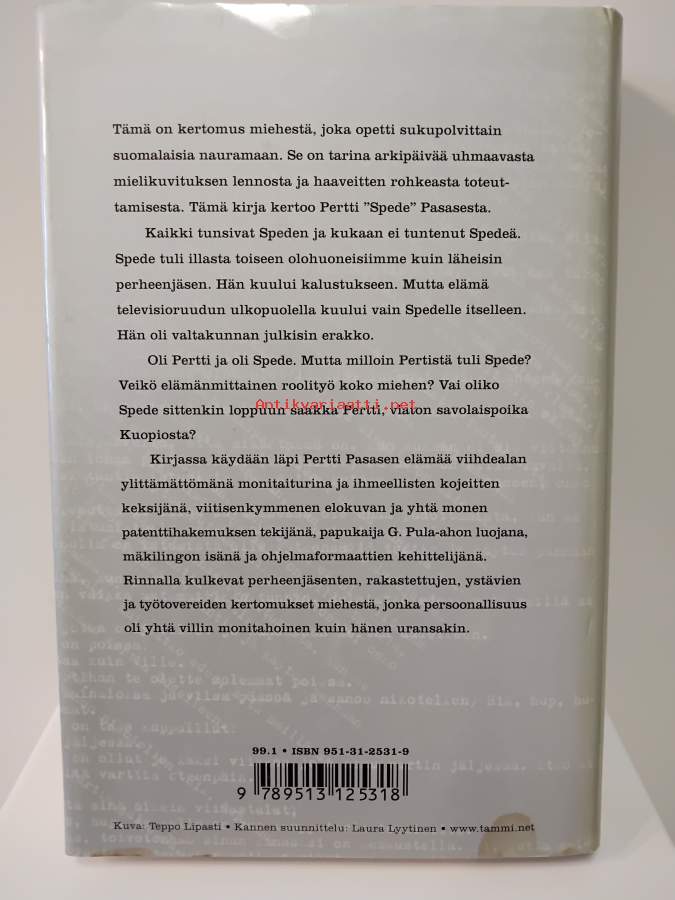 Tämä on kertomus miehestä, joka opetti sukupolvittain
suomalaisia nauramaan. Se on tarina arkipäivää uhmaavasta
mielikuvituksen lennosta ja haaveitten rohkeasta toteut-
tamisesta. Tämä kirja kertoo Pertti ”Spede” Pasasesta.
Kaikki tunsivat Speden ja kukaan ei tuntenut Spedeä.
Spede tuli illasta toiseen olohuoneisiimme kuin läheisin
perheenjäsen. Hän kuului kalustukseen. Mutta elämä
televisioruudun ulkopuolella kuului vain Spedelle itselleen.
Hän oli valtakunnan julkisin erakko.
Oli Pertti ja oli Spede. Mutta milloin Pertistä tuli Spede?
Veikö elämänmittainen roolityö koko miehen? Vai oliko
Spede sittenkin loppuun saakka Pertti, viaton savolaispoika
Antikvariaatti.net
Kuopiosta?
Kirjassa käydään läpi Pertti Pasasen elämää viihdealan
ylittämättömänä monitaiturina ja ihmeellisten kojeitten
keksijänä, viitisenkymmenen elokuvan ja yhtä monen
patenttihakemuksen tekijänä, papukaija G. Pula-ahon luojana,
mäkilingon isänä ja ohjelmaformaattien kehittelijänä.
Rinnalla kulkevat perheenjäsenten, rakastettujen, ystävien
ja työtovereiden kertomukset miehestä, jonka persoonallisuus
oli yhtä villin monitahoinen kuin hänen uransakin.
99.1 • ISBN 951-31-2531-9
9 789513 125318
Kuva: Teppo Lipasti • Kannen suunnittelu: Laura Lyytinen • www.tammi.net